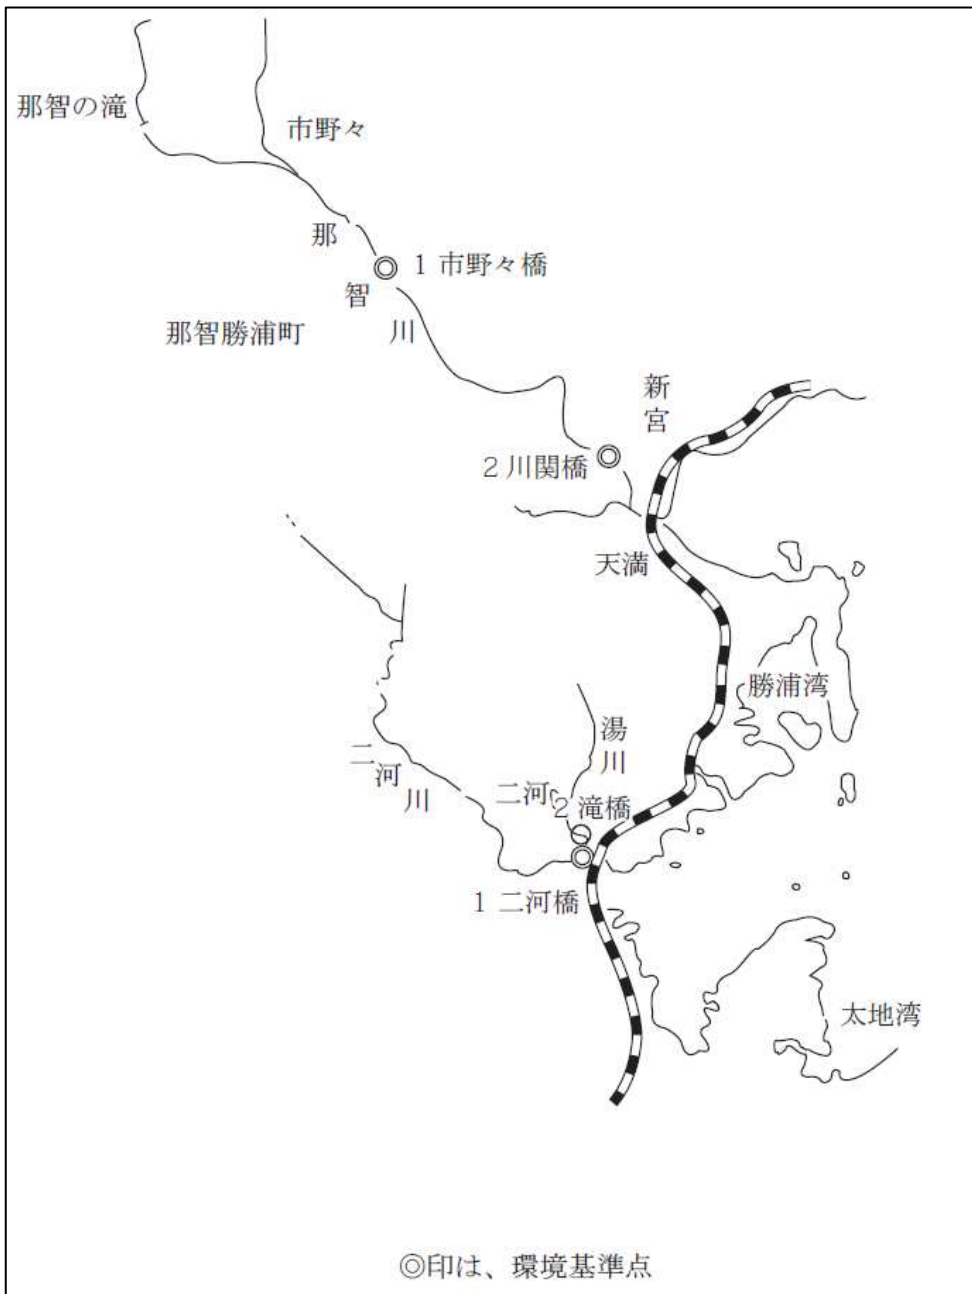 那智の滝
市野々
那智川
1 市野々橋
那智勝浦町
新宮
2 川関橋
天満
勝浦湾
湯川
二河川
二河
2 滝橋
1 二河橋
太地湾
◎印は、環境基準点